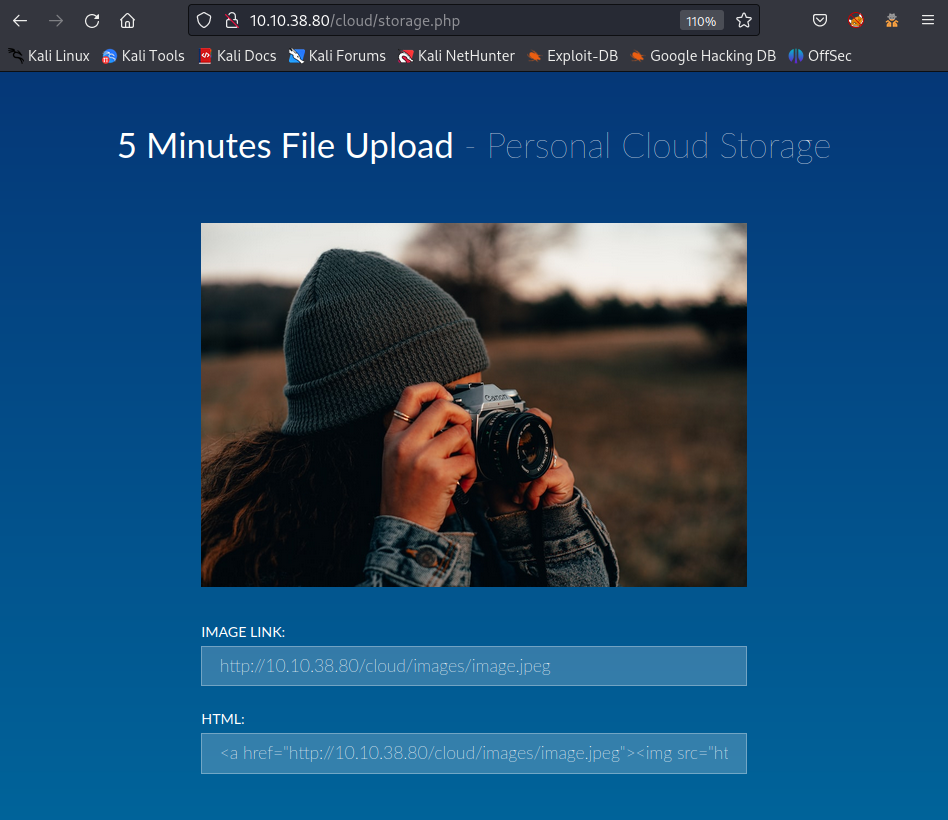 10.10.38.80/cloud/storage.php 110%
Kali Linux Kali Tools Kali Docs Kali Forums Kali NetHunter Exploit-DB Google Hacking DB OffSec
5 Minutes File Upload - Personal Cloud Storage
Canon
IMAGE LINK:
http://10.10.38.80/cloud/images/image.jpeg
HTML:
<a href="http://10.10.38.80/cloud/images/image.jpeg"><img src="ht